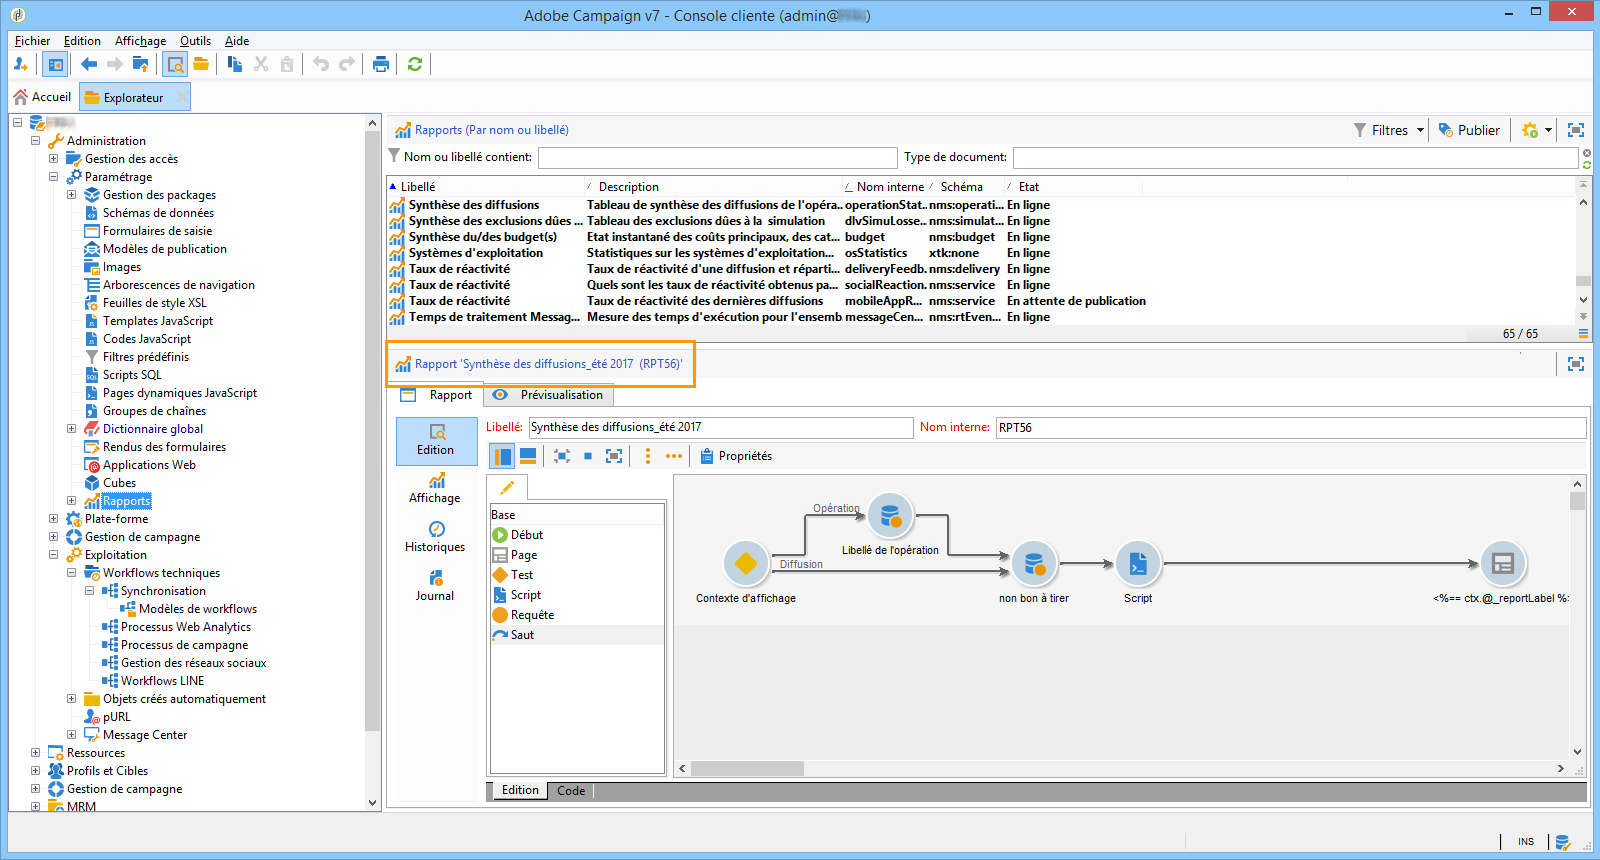 Adobe Campaign v7 - Console cliente (admin@
Fichier Edition Affichage Outils Aide
Accueil Explorateur
Administration
Gestion des accès
Paramétrage
Gestion des packages
Schémas de données
Formulaires de saisie
Modèles de publication
Images
Arborescences de navigation
Feuilles de style XSL
Templates JavaScript
Codes JavaScript
Filtres prédéfinis
Scripts SQL
Pages dynamiques JavaScript
Groupes de chaînes
Dictionnaire global
Rendus des formulaires
Applications Web
Cubes
Rapports
Plate-forme
Gestion de campagne
Exploitation
Workflows techniques
Synchronisation
Modèles de workflows
Processus Web Analytics
Processus de campagne
Gestion des réseaux sociaux
Workflows LINE
Objets créés automatiquement
pURL
Message Center
Ressources
Profils et Cibles
Gestion de campagne
MRM
Rapports (Par nom ou libellé) Filtres Publier
Nom ou libellé contient: Type de document:
Libellé Description Nom interne Schéma Etat
Synthèse des diffusions Tableau de synthèse des diffusions de l'opéra... operationStat... nms:operati... En ligne
Synthèse des exclusions dûes ... Tableau des exclusions dûes à la simulation dlvSimuLosse... nms:simulat... En ligne
Synthèse du/des budget(s) Etat instantané des coûts principaux, des cat... budget nms:budget En ligne
Systèmes d'exploitation Statistiques sur les systèmes d'exploitation... osStatistics xtk:none En ligne
Taux de réactivité Taux de réactivité d'une diffusion et réparti... deliveryFeedb... nms:delivery En ligne
Taux de réactivité Quels sont les taux de réactivité obtenus pa... socialReaction... nms:service En ligne
Taux de réactivité Taux de réactivité des dernières diffusions mobileAppR... nms:service En attente de publication
Temps de traitement Messag... Mesure des temps d'exécution pour l'ensemb... messageCen... nms:rtEven... En ligne
65 / 65
Rapport 'Synthèse des diffusions_été 2017 (RPT56)'
Rapport Prévisualisation
Edition
Affichage
Historiques
Journal
Libellé: Synthèse des diffusions_été 2017 Nom interne: RPT56
Propriétés
Base
Début
Page
Test
Script
Requête
Saut
Opération
Libellé de l'opération
Diffusion
Contexte d'affichage non bon à tirer Script <%== ctx.@_reportLabel %>
Edition Code
INS